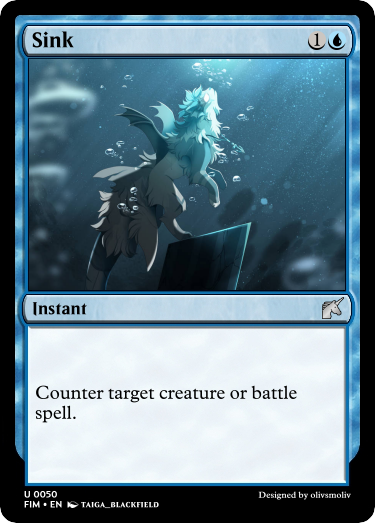 Sink 1
Instant
Counter target creature or battle
spell.
U 0050
FIM • EN TAIGA_BLACKFIELD
Designed by olivsmoliv